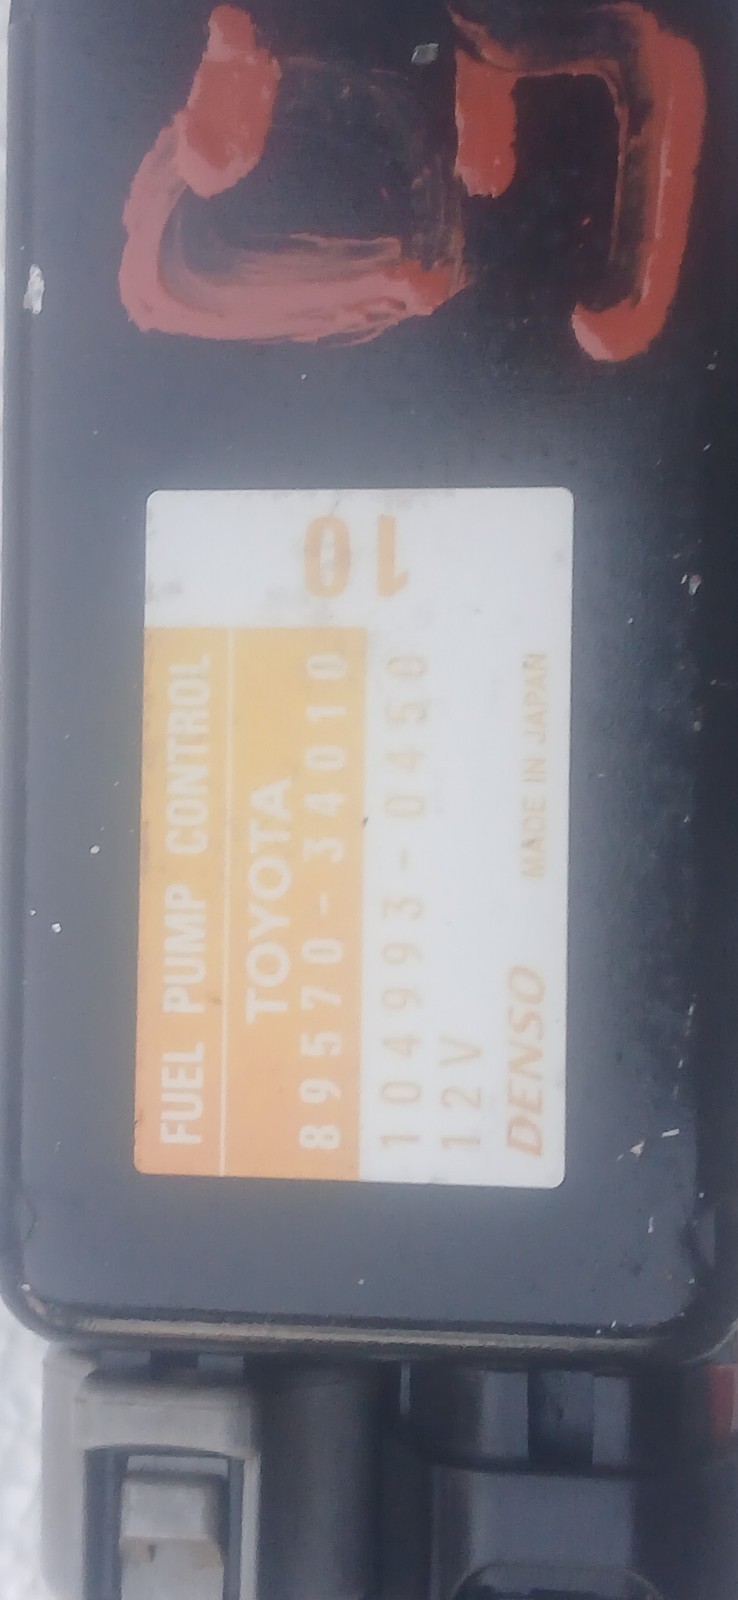 FUEL PUMP CONTROL
TOYOTA
89570-34010
104993-0450
12V
DENSO MADE IN JAPAN
10